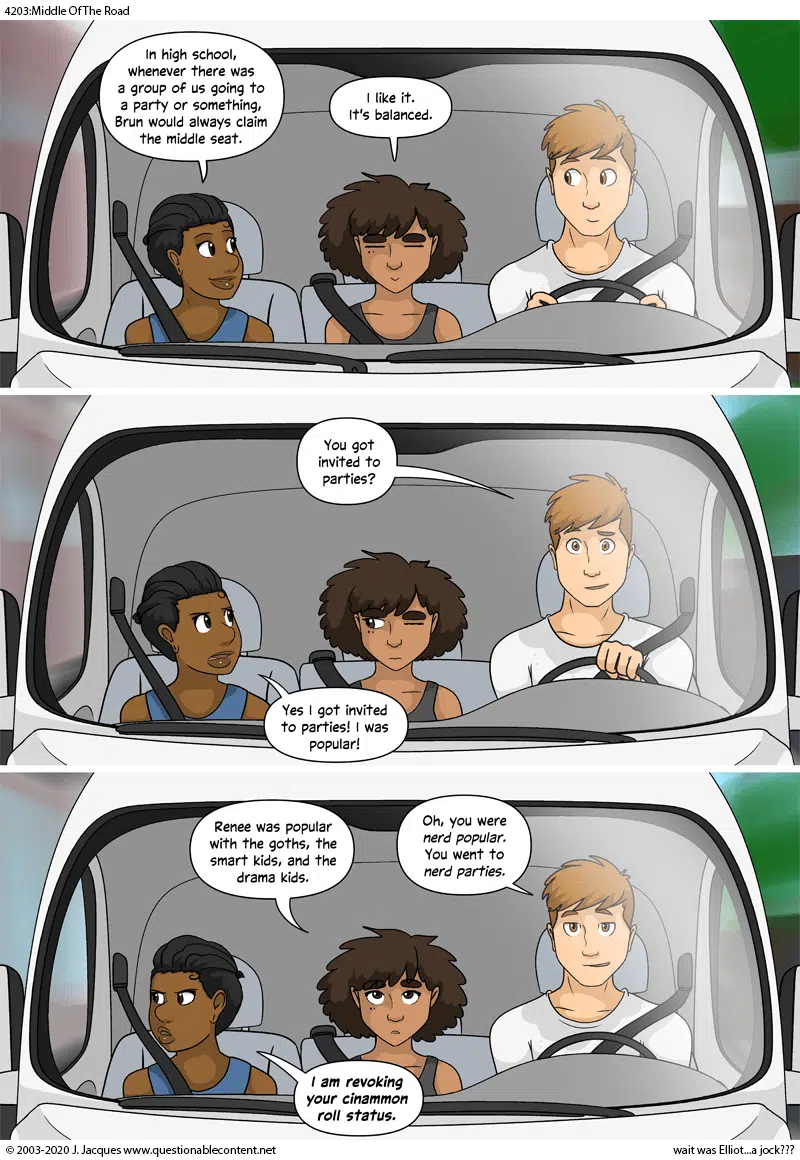 4203:Middle Of The Road
In high school,
whenever there was
a group of us going to
a party or something,
Brun would always claim
the middle seat.
I like it.
It's balanced.
You got
invited to
parties?
Yes I got invited
to parties! I was
popular!
Renee was popular
with the goths, the
smart kids, and the
drama kids.
Oh, you were
nerd popular.
You went to
nerd parties.
I am revoking
your cinammon
roll status.
© 2003-2020 J. Jacques www.questionablecontent.net
wait was Elliot...a jock???